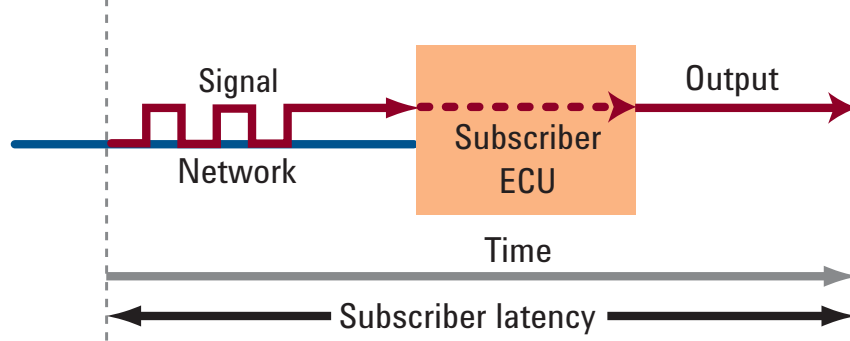 Signal
Network
Subscriber
ECU
Output
Time
Subscriber latency